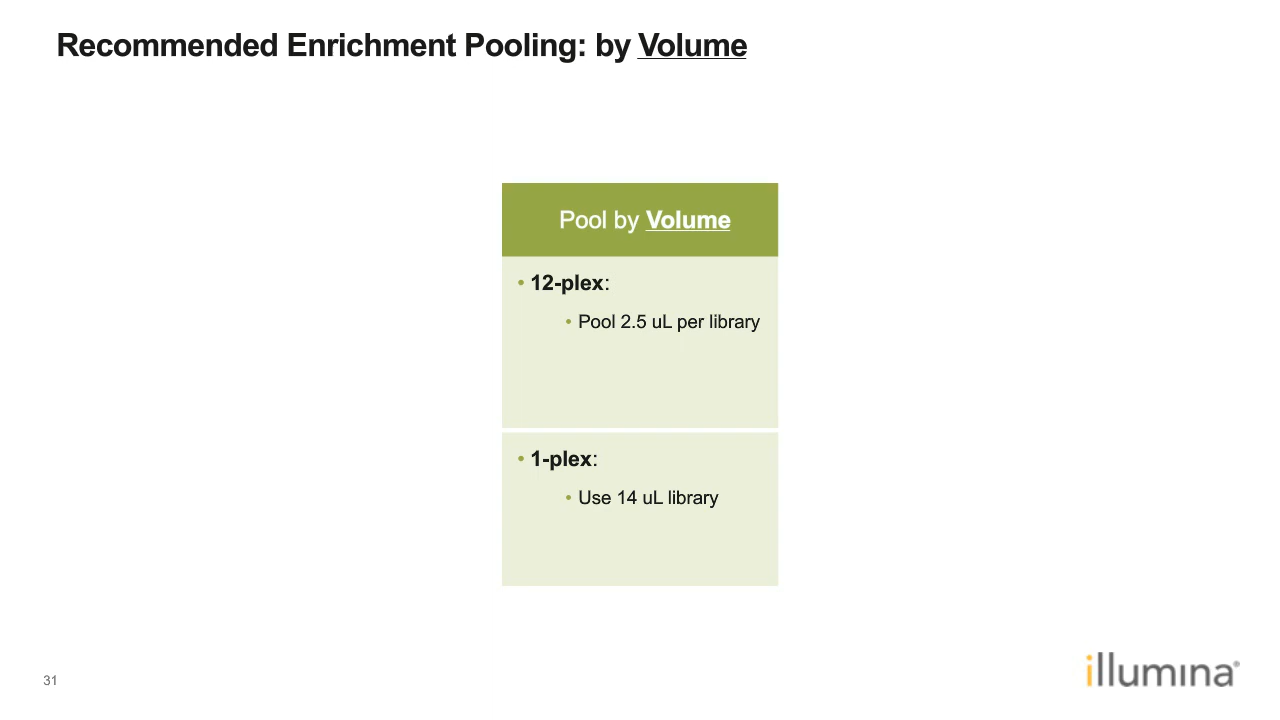 Recommended Enrichment Pooling: by Volume
Pool by Volume
• 12-plex:
• Pool 2.5 uL per library
• 1-plex:
• Use 14 uL library
31
illumina®